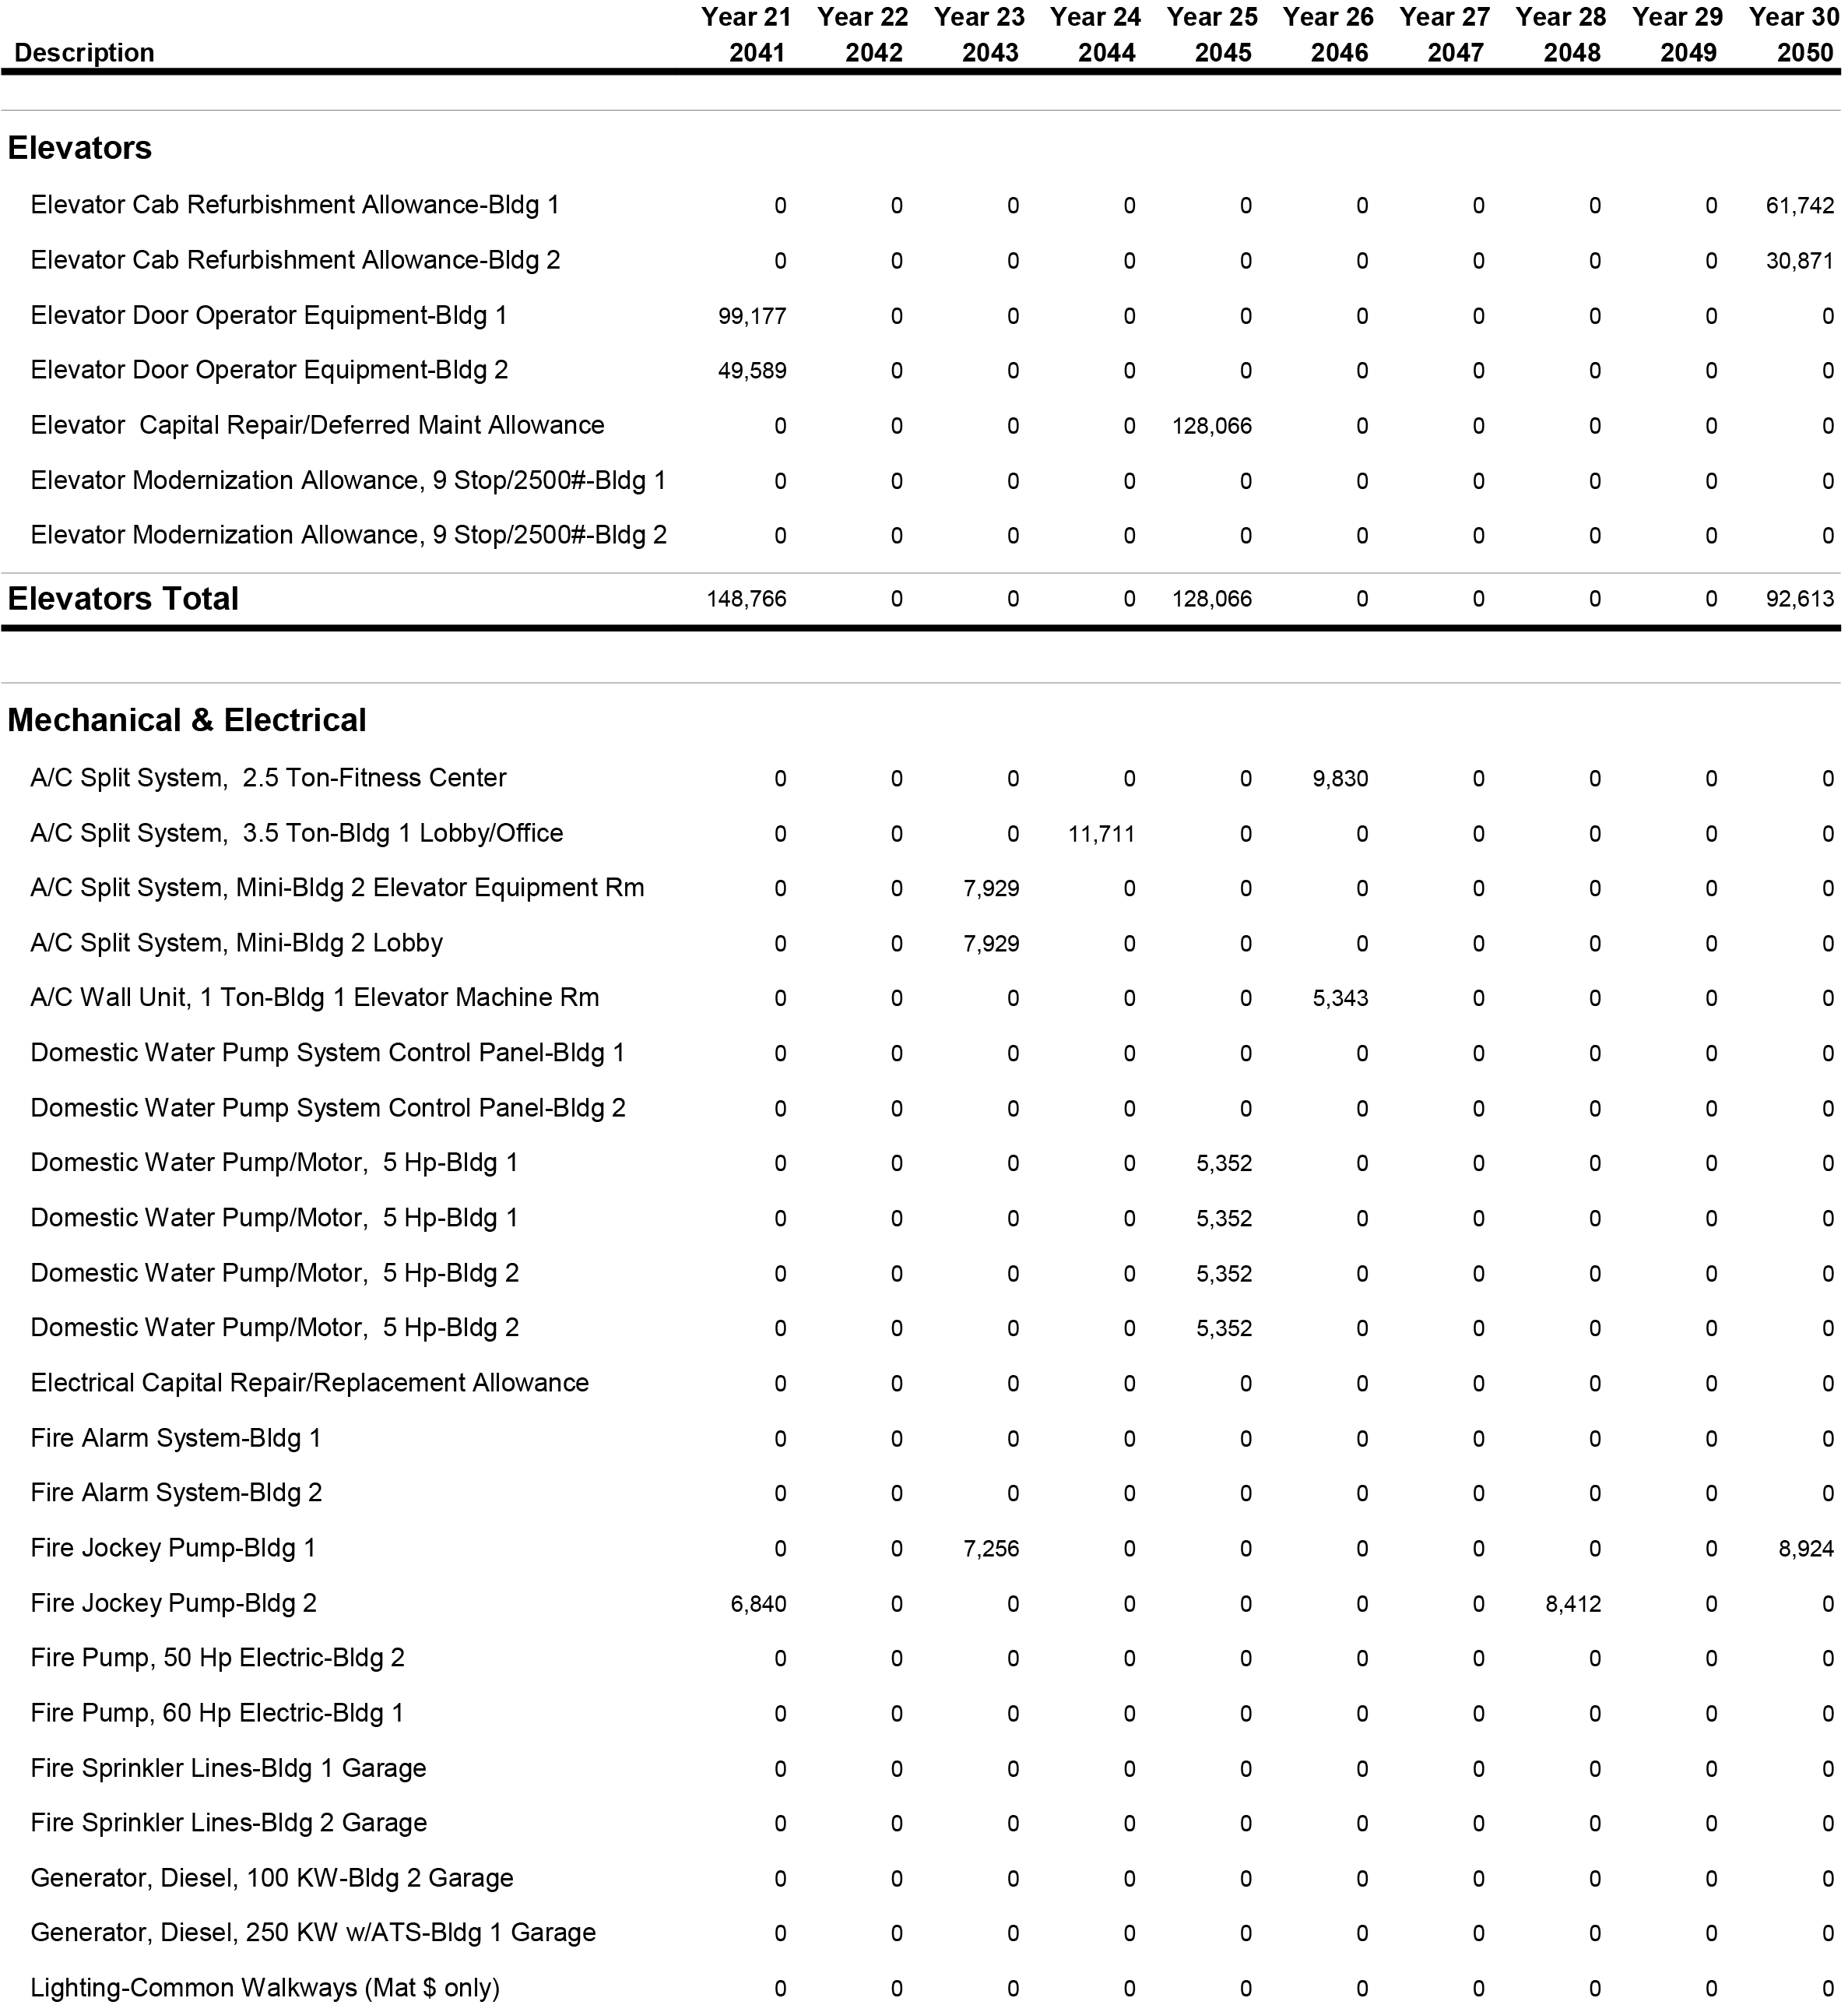 Year 21 Year 22 Year 23 Year 24 Year 25 Year 26 Year 27 Year 28 Year 29 Year 30
Description 2041 2042 2043 2044 2045 2046 2047 2048 2049 2050
Elevators
Elevator Cab Refurbishment Allowance-Bldg 1 0 0 0 0 0 0 0 0 0 61,742
Elevator Cab Refurbishment Allowance-Bldg 2 0 0 0 0 0 0 0 0 0 30,871
Elevator Door Operator Equipment-Bldg 1 99,177 0 0 0 0 0 0 0 0 0
Elevator Door Operator Equipment-Bldg 2 49,589 0 0 0 0 0 0 0 0 0
Elevator  Capital Repair/Deferred Maint Allowance 0 0 0 0 128,066 0 0 0 0 0
Elevator Modernization Allowance, 9 Stop/2500#-Bldg 1 0 0 0 0 0 0 0 0 0 0
Elevator Modernization Allowance, 9 Stop/2500#-Bldg 2 0 0 0 0 0 0 0 0 0 0
Elevators Total 148,766 0 0 0 128,066 0 0 0 0 92,613
Mechanical & Electrical
A/C Split System,  2.5 Ton-Fitness Center 0 0 0 0 0 9,830 0 0 0 0
A/C Split System,  3.5 Ton-Bldg 1 Lobby/Office 0 0 0 11,711 0 0 0 0 0 0
A/C Split System, Mini-Bldg 2 Elevator Equipment Rm 0 0 7,929 0 0 0 0 0 0 0
A/C Split System, Mini-Bldg 2 Lobby 0 0 7,929 0 0 0 0 0 0 0
A/C Wall Unit, 1 Ton-Bldg 1 Elevator Machine Rm 0 0 0 0 0 5,343 0 0 0 0
Domestic Water Pump System Control Panel-Bldg 1 0 0 0 0 0 0 0 0 0 0
Domestic Water Pump System Control Panel-Bldg 2 0 0 0 0 0 0 0 0 0 0
Domestic Water Pump/Motor,  5 Hp-Bldg 1 0 0 0 0 5,352 0 0 0 0 0
Domestic Water Pump/Motor,  5 Hp-Bldg 1 0 0 0 0 5,352 0 0 0 0 0
Domestic Water Pump/Motor,  5 Hp-Bldg 2 0 0 0 0 5,352 0 0 0 0 0
Domestic Water Pump/Motor,  5 Hp-Bldg 2 0 0 0 0 5,352 0 0 0 0 0
Electrical Capital Repair/Replacement Allowance 0 0 0 0 0 0 0 0 0 0
Fire Alarm System-Bldg 1 0 0 0 0 0 0 0 0 0 0
Fire Alarm System-Bldg 2 0 0 0 0 0 0 0 0 0 0
Fire Jockey Pump-Bldg 1 0 0 7,256 0 0 0 0 0 0 8,924
Fire Jockey Pump-Bldg 2 6,840 0 0 0 0 0 0 8,412 0 0
Fire Pump, 50 Hp Electric-Bldg 2 0 0 0 0 0 0 0 0 0 0
Fire Pump, 60 Hp Electric-Bldg 1 0 0 0 0 0 0 0 0 0 0
Fire Sprinkler Lines-Bldg 1 Garage 0 0 0 0 0 0 0 0 0 0
Fire Sprinkler Lines-Bldg 2 Garage 0 0 0 0 0 0 0 0 0 0
Generator, Diesel, 100 KW-Bldg 2 Garage 0 0 0 0 0 0 0 0 0 0
Generator, Diesel, 250 KW w/ATS-Bldg 1 Garage 0 0 0 0 0 0 0 0 0 0
Lighting-Common Walkways (Mat $ only) 0 0 0 0 0 0 0 0 0 0